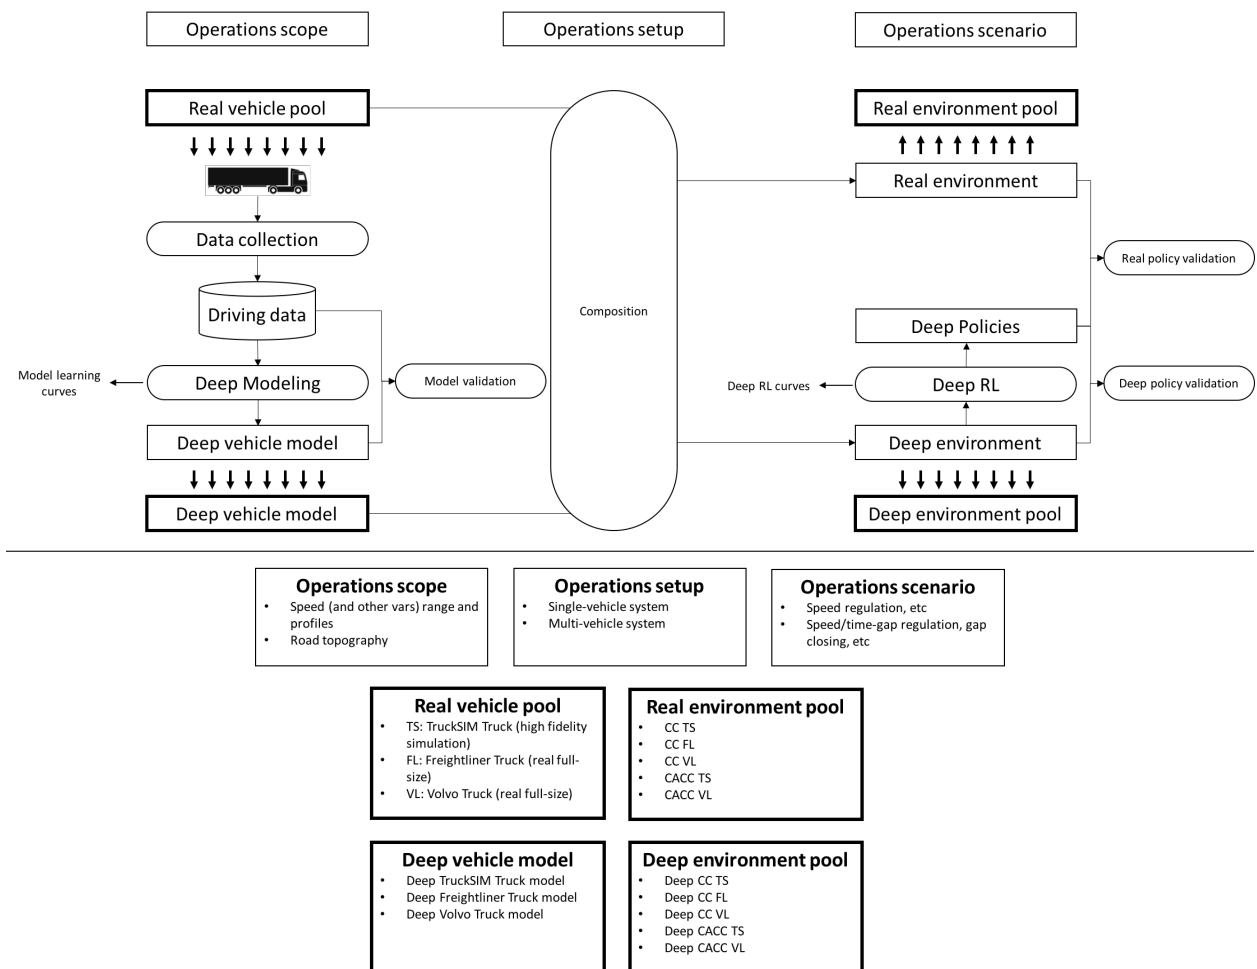 Operations scope
Operations setup
Operations scenario
Real vehicle pool
Real environment pool
Real environment
Data collection
Real policy validation
Driving data
Composition
Deep Policies
Model learning
curves
Deep Modeling
Model validation
Deep RL curves
Deep RL
Deep policy validation
Deep vehicle model
Deep environment
Deep vehicle model
Deep environment pool
Operations scope
• Speed (and other vars) range and
profiles
• Road topography
Operations setup
• Single-vehicle system
• Multi-vehicle system
Operations scenario
• Speed regulation, etc
• Speed/time-gap regulation, gap
closing, etc
Real vehicle pool
• TS: TruckSIM Truck (high fidelity
simulation)
• FL: Freightliner Truck (real full-
size)
• VL: Volvo Truck (real full-size)
Real environment pool
• CC TS
• CC FL
• CC VL
• CACC TS
• CACC VL
Deep vehicle model
• Deep TruckSIM Truck model
• Deep Freightliner Truck model
• Deep Volvo Truck model
Deep environment pool
• Deep CC TS
• Deep CC FL
• Deep CC VL
• Deep CACC TS
• Deep CACC VL